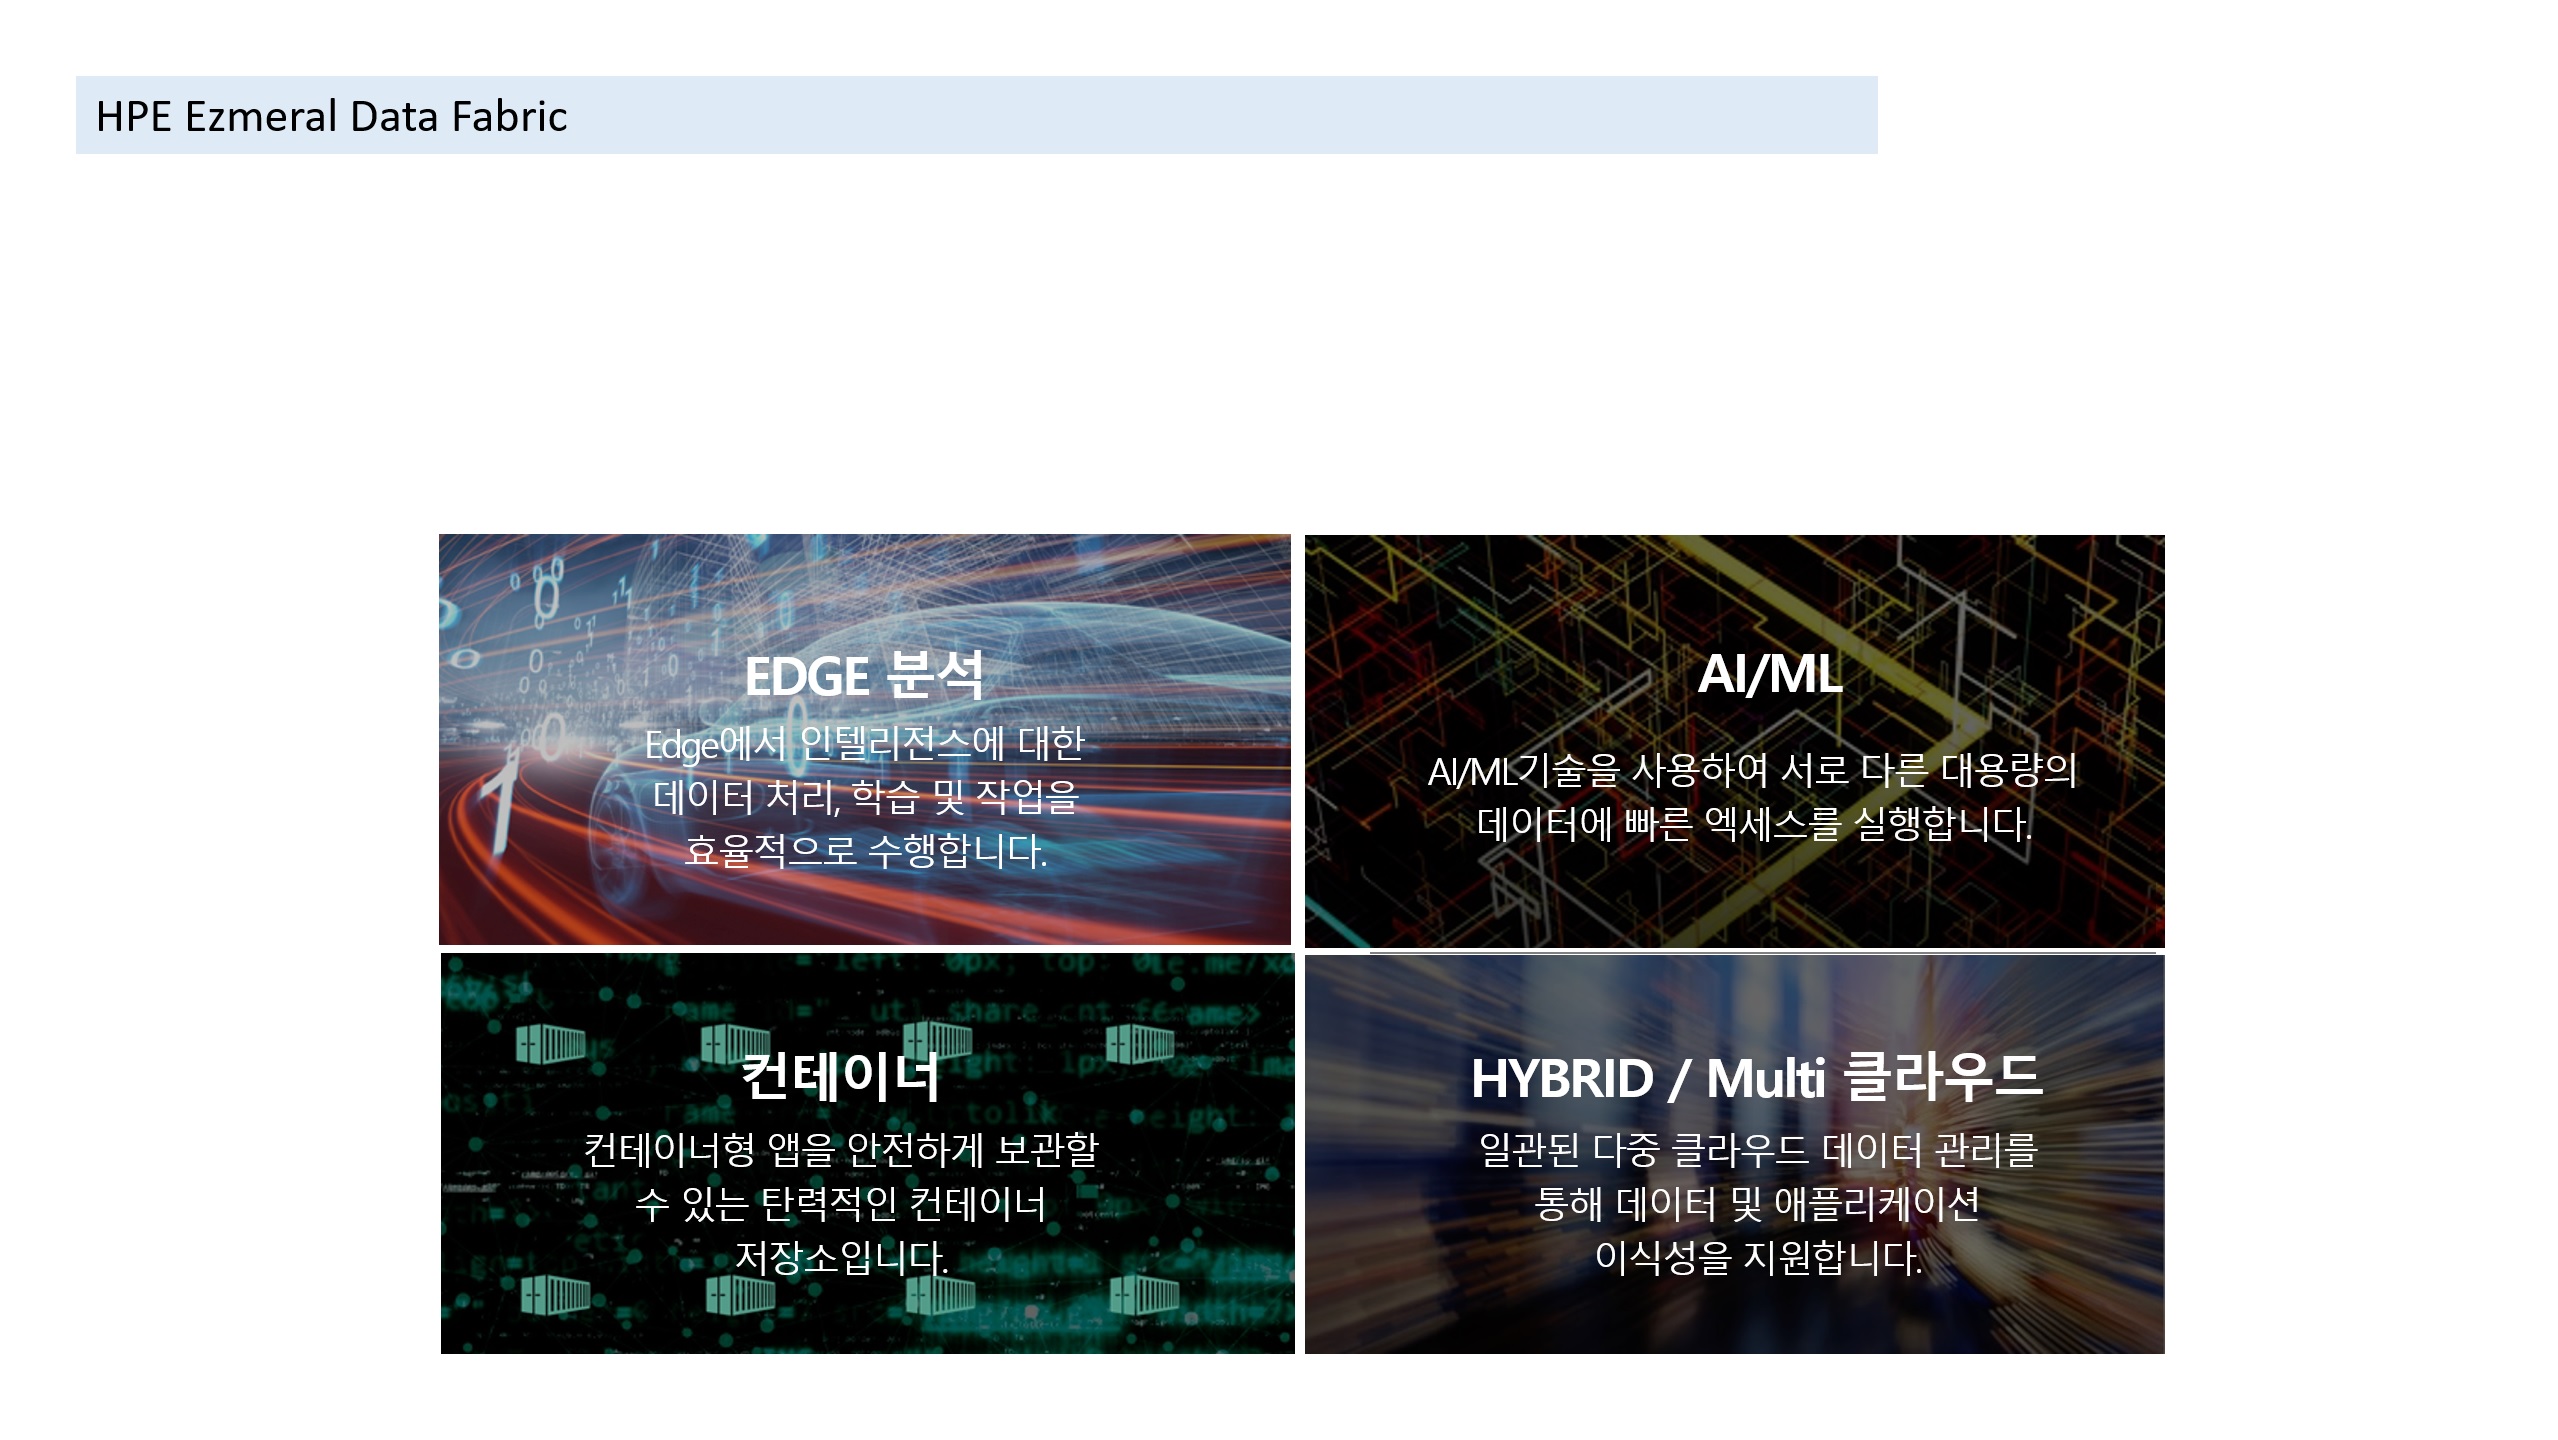 HPE Ezmeral Data Fabric
EDGE 분석
Edge에서 인텔리전스에 대한
데이터 처리, 학습 및 작업을
효율적으로 수행합니다.
AI/ML
AI/ML기술을 사용하여 서로 다른 대용량의
데이터에 빠른 엑세스를 실행합니다.
컨테이너
컨테이너형 앱을 안전하게 보관할
수 있는 탄력적인 컨테이너
저장소입니다.
HYBRID / Multi 클라우드
일관된 다중 클라우드 데이터 관리를
통해 데이터 및 애플리케이션
이식성을 지원합니다.